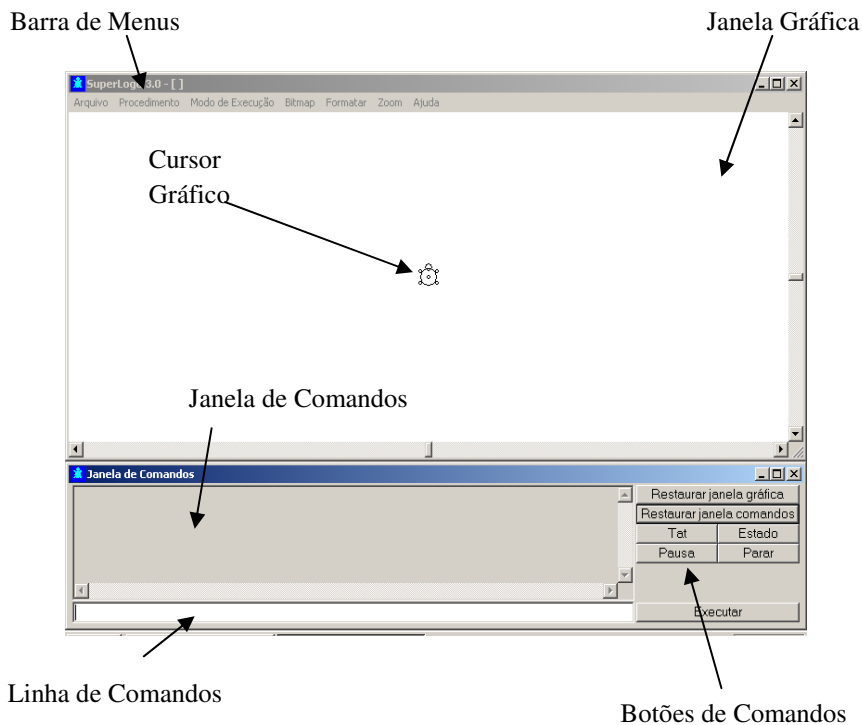 Barra de Menus
Janela Gráfica
SuperLogo 3.0 - [ ]
Arquivo Procedimento Modo de Execução Bitmap Formatar Zoom Ajuda
Cursor
Gráfico
Janela de Comandos
Janela de Comandos
Restaurar janela gráfica
Restaurar janela comandos
Tat Estado
Pausa Parar
Executar
Linha de Comandos
Botões de Comandos